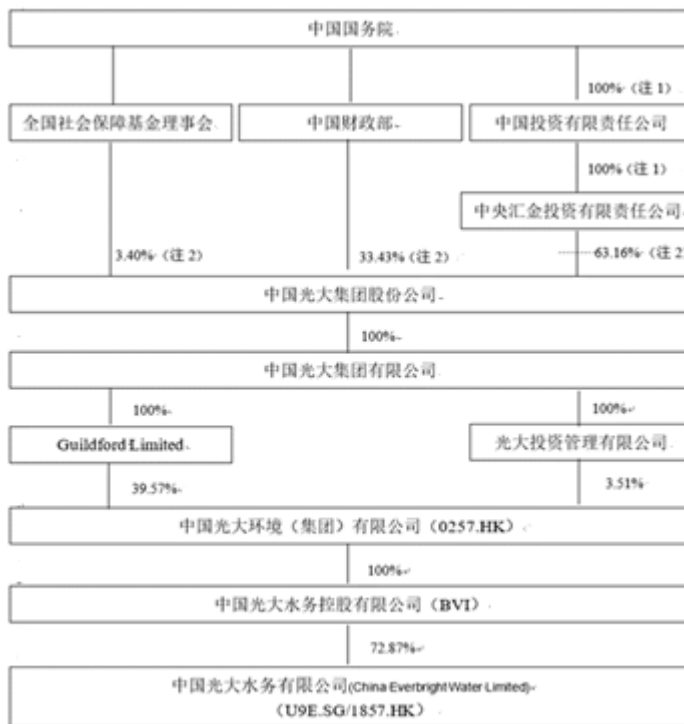 中国国务院
100%（注 1）
全国社会保障基金理事会
中国财政部
中国投资有限责任公司
100%（注 1）
中央汇金投资有限责任公司
3.40%（注 2）
33.43%（注 2）
63.16%（注 2
中国光大集团股份公司
100%
中国光大集团有限公司
100%
100%
Guildford Limited
光大投资管理有限公司
39.57%
3.51%
中国光大环境（集团）有限公司（0257.HK）
100%
中国光大水务控股有限公司（BVI）
72.87%
中国光大水务有限公司(China Everbright Water Limited)
（U9E.SG/1857.HK）